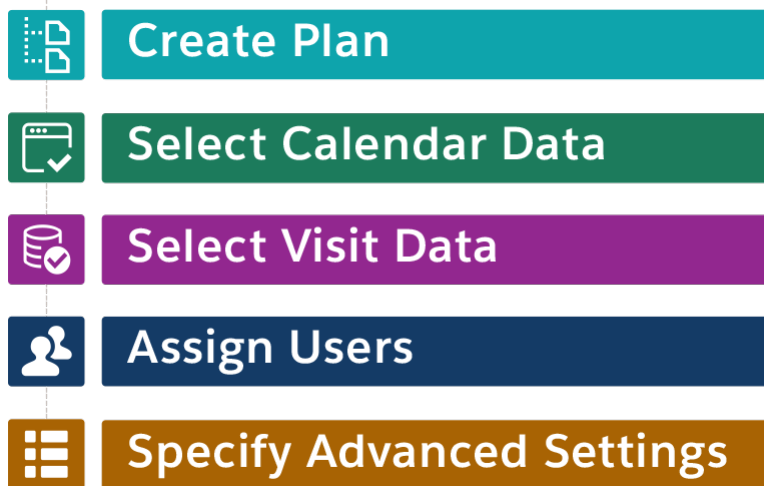 Create Plan
Select Calendar Data
Select Visit Data
Assign Users
Specify Advanced Settings